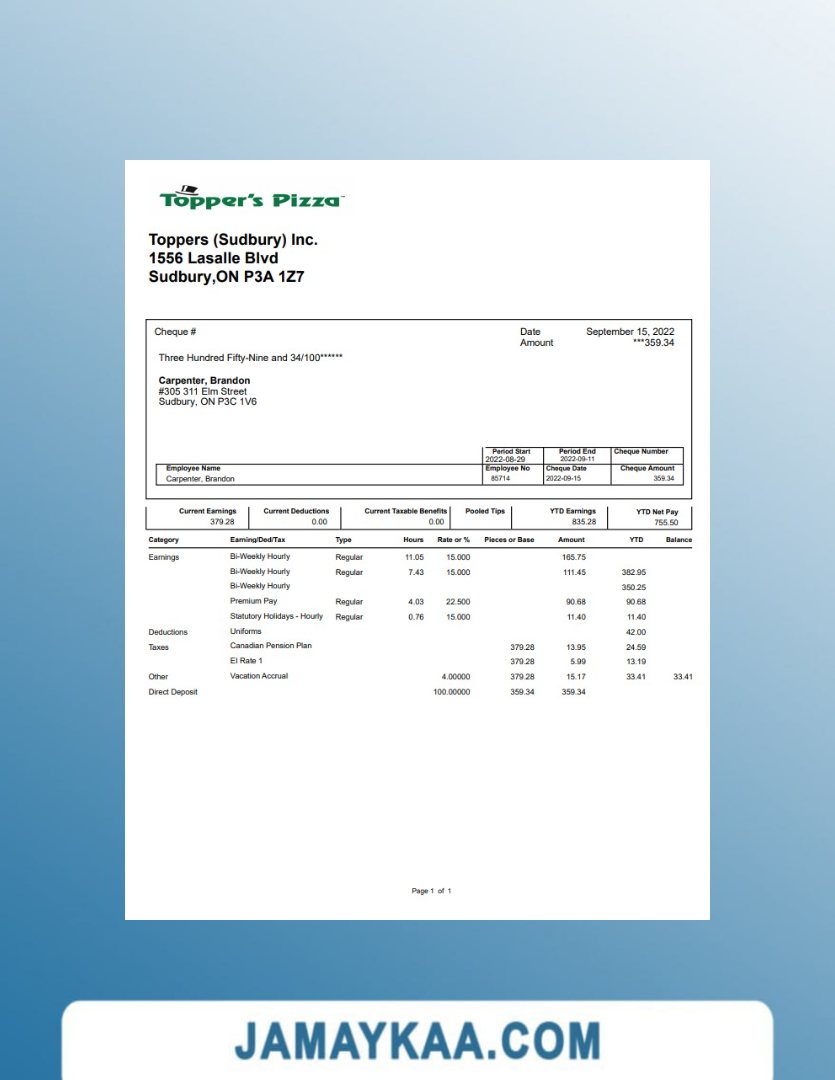 Topper's Pizza™
Toppers (Sudbury) Inc.
1556 Lasalle Blvd
Sudbury,ON P3A 1Z7
Cheque # Date September 15, 2022
Amount ***359.34
Three Hundred Fifty-Nine and 34/100******
Carpenter, Brandon
#305 311 Elm Street
Sudbury, ON P3C 1V6
Period Start Period End Cheque Number
2022-08-29 2022-09-11
Employee Name Employee No Cheque Date Cheque Amount
Carpenter, Brandon 85714 2022-09-15 359.34
Current Earnings Current Deductions Current Taxable Benefits Pooled Tips YTD Earnings YTD Net Pay
379.28 0.00 0.00 835.28 755.50
Category Earning/Ded/Tax Type Hours Rate or % Pieces or Base Amount YTD Balance
Earnings Bi-Weekly Hourly Regular 11.05 15.000 165.75
Bi-Weekly Hourly Regular 7.43 15.000 111.45 382.95
Bi-Weekly Hourly 350.25
Premium Pay Regular 4.03 22.500 90.68 90.68
Statutory Holidays - Hourly Regular 0.76 15.000 11.40 11.40
Deductions Uniforms 42.00
Taxes Canadian Pension Plan 379.28 13.95 24.59
EI Rate 1 379.28 5.99 13.19
Other Vacation Accrual 4.00000 379.28 15.17 33.41 33.41
Direct Deposit 100.00000 359.34 359.34
Page 1 of 1
JAMAYKAA.COM